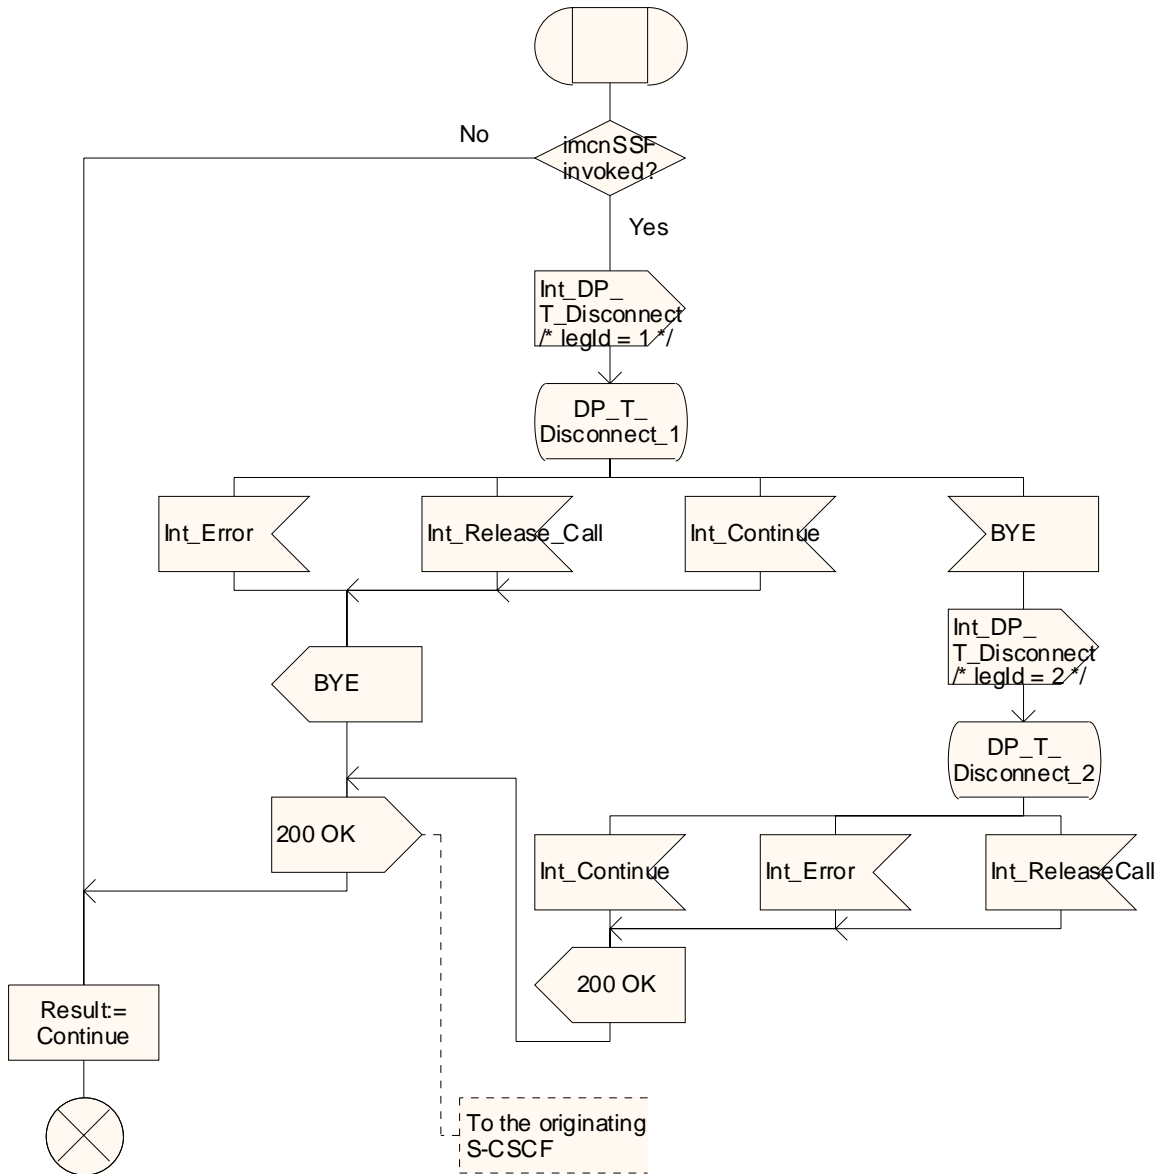 No
imcnSSF
invoked?
Yes
Int_DP_
T_Disconnect
/* legId = 1 */
DP_T_
Disconnect_1
Int_Error
Int_Release_Call
Int_Continue
BYE
Int_DP_
T_Disconnect
/* legId = 2 */
BYE
DP_T_
Disconnect_2
200 OK
Int_Continue
Int_Error
Int_ReleaseCall
200 OK
Result:=
Continue
To the originating
S-CSCF